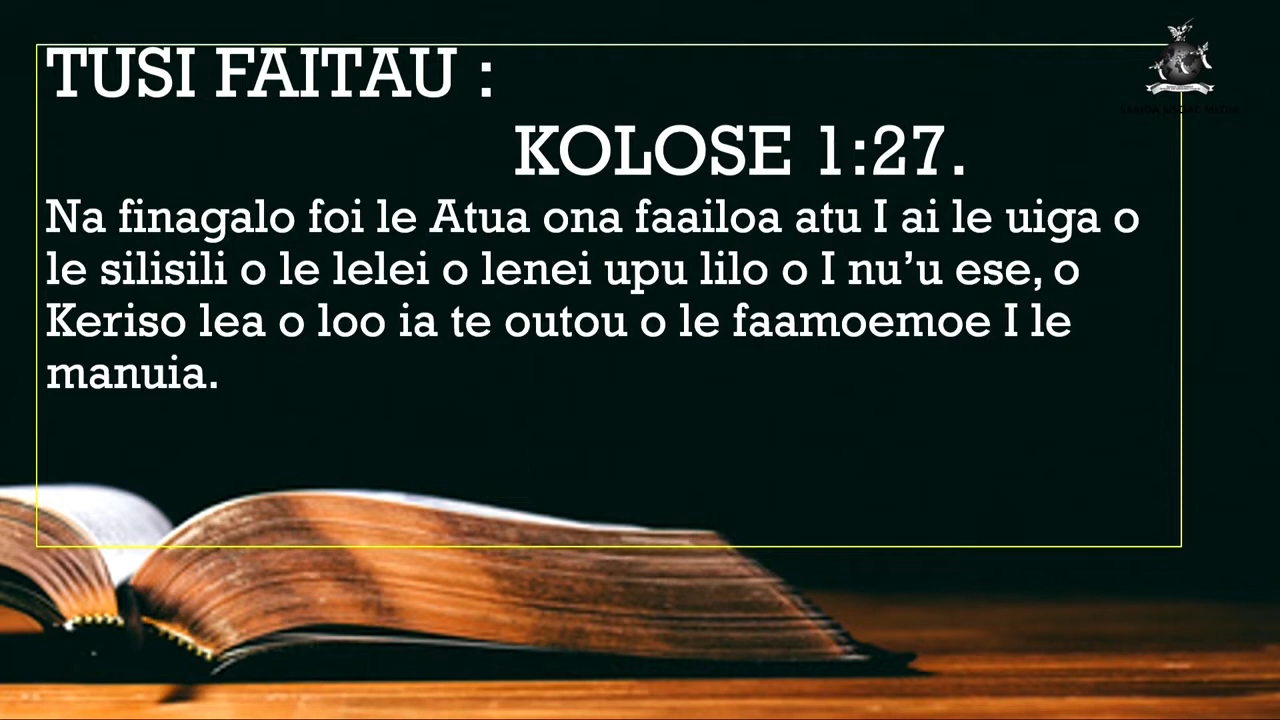 TUSI FAITAU :
KOLOSE 1:27.
Na finagalo foi le Atua ona faailoa atu I ai le uiga o
le silisili o le lelei o lenei upu lilo o I nu’u ese, o
Keriso lea o loo ia te outou o le faamoemoe I le
manuia.